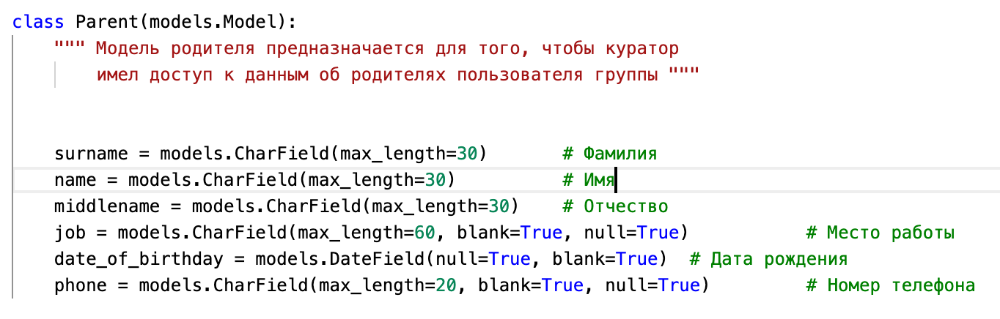 class Parent(models.Model):
    """ Модель родителя предназначается для того, чтобы куратор
        имел доступ к данным об родителях пользователя группы """
    surname = models.CharField(max_length=30)       # Фамилия
    name = models.CharField(max_length=30)          # Имя
    middlename = models.CharField(max_length=30)    # Отчество
    job = models.CharField(max_length=60, blank=True, null=True)           # Место работы
    date_of_birthday = models.DateField(null=True, blank=True)  # Дата рождения
    phone = models.CharField(max_length=20, blank=True, null=True)         # Номер телефона